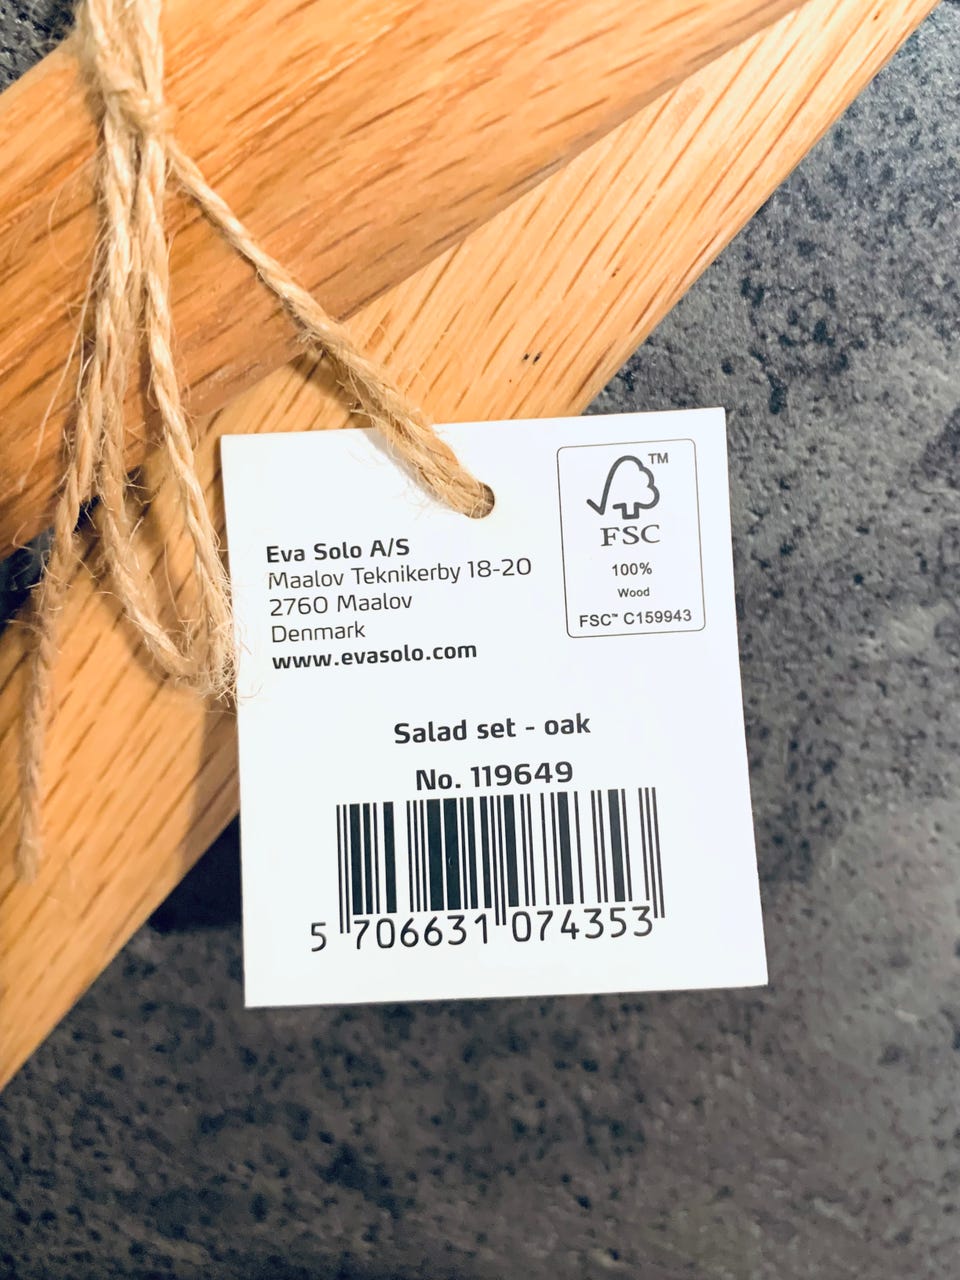 Eva Solo A/S
Maalov Teknikerby 18-20
2760 Maalov
Denmark
www.evasolo.com
TM
FSC
100%
Wood
FSC™ C159943
Salad set - oak
No. 119649
5 706631 074353